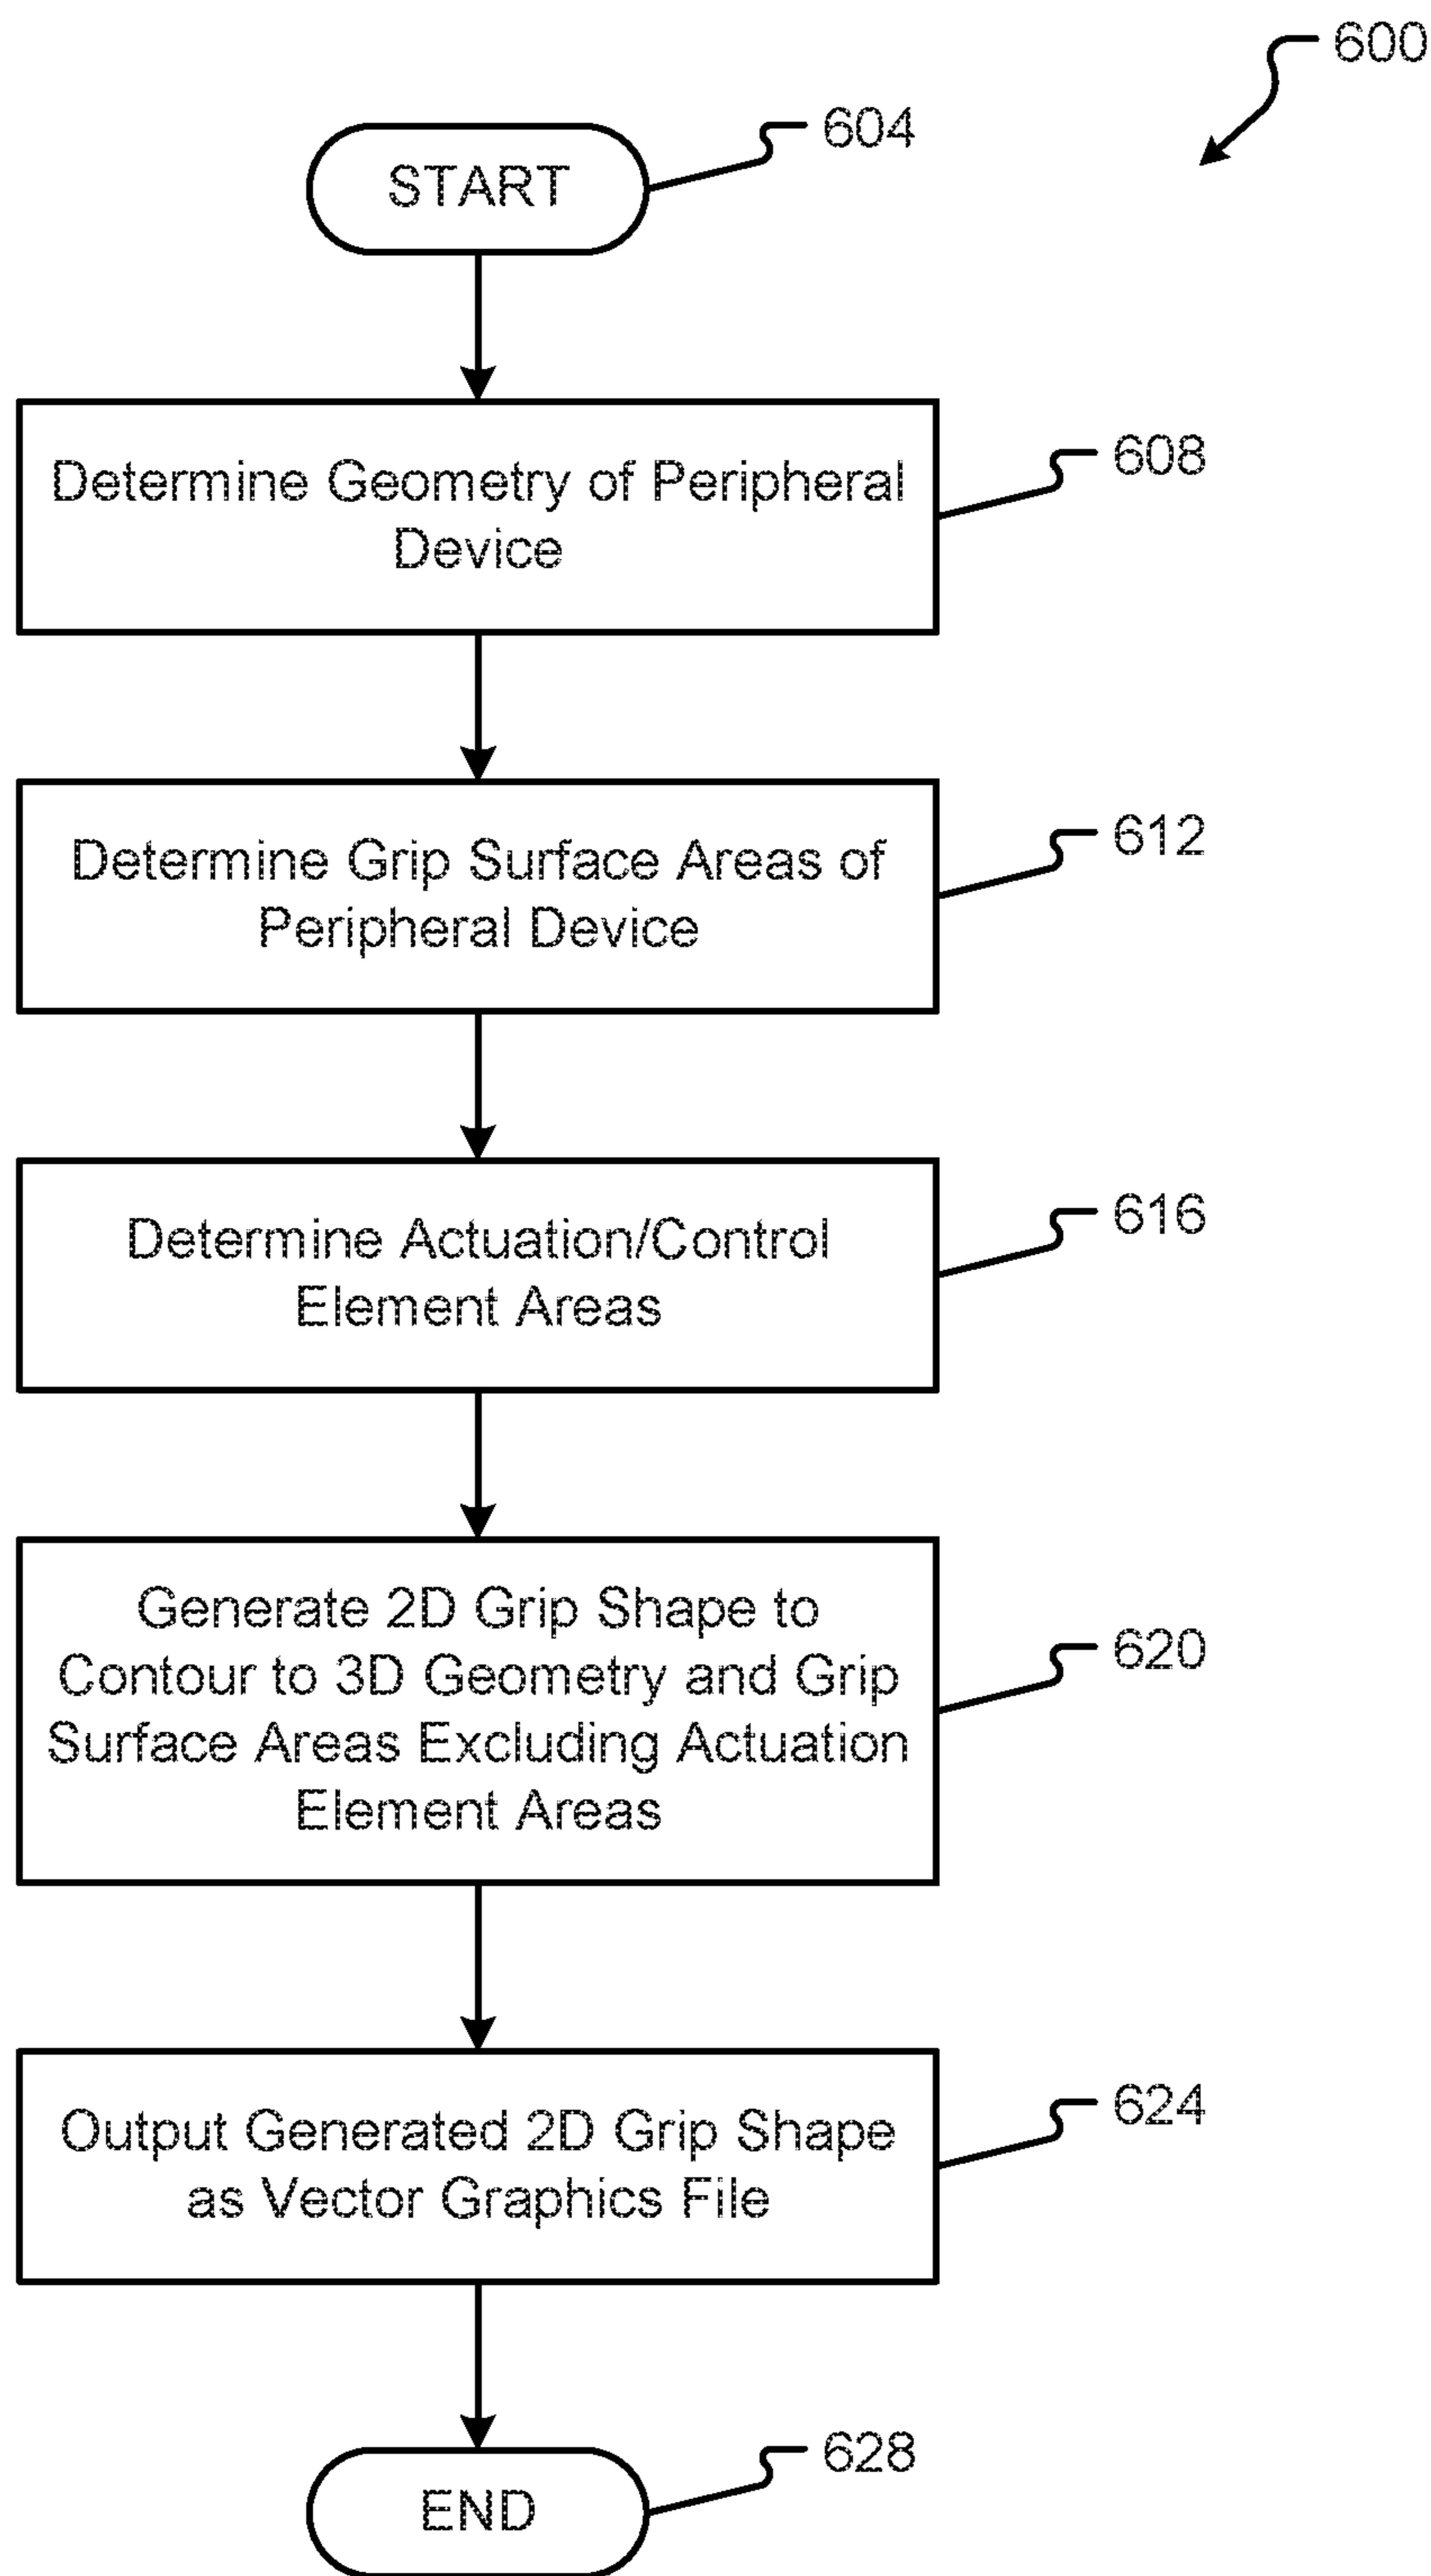 600
604
START
608
Determine Geometry of Peripheral
Device
612
Determine Grip Surface Areas of
Peripheral Device
616
Determine Actuation/Control
Element Areas
620
Generate 2D Grip Shape to
Contour to 3D Geometry and Grip
Surface Areas Excluding Actuation
Element Areas
624
Output Generated 2D Grip Shape
as Vector Graphics File
628
END